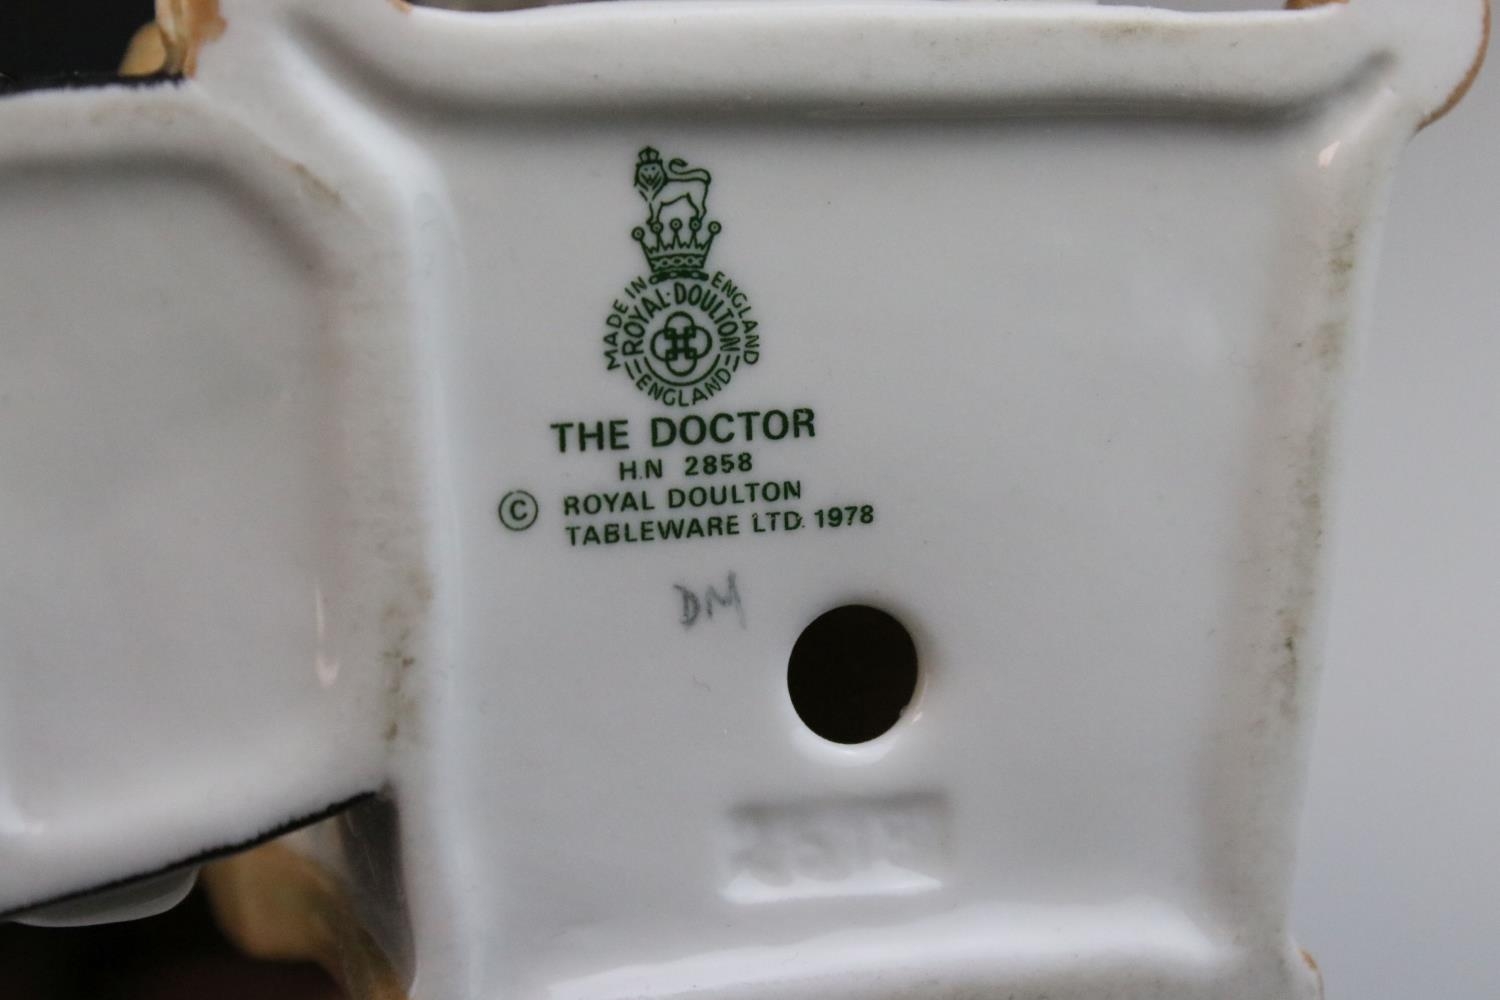 MADE IN ENGLAND
ROYAL·DOULTON
ENGLAND
THE DOCTOR
H.N 2858
© ROYAL DOULTON
TABLEWARE LTD. 1978
DM